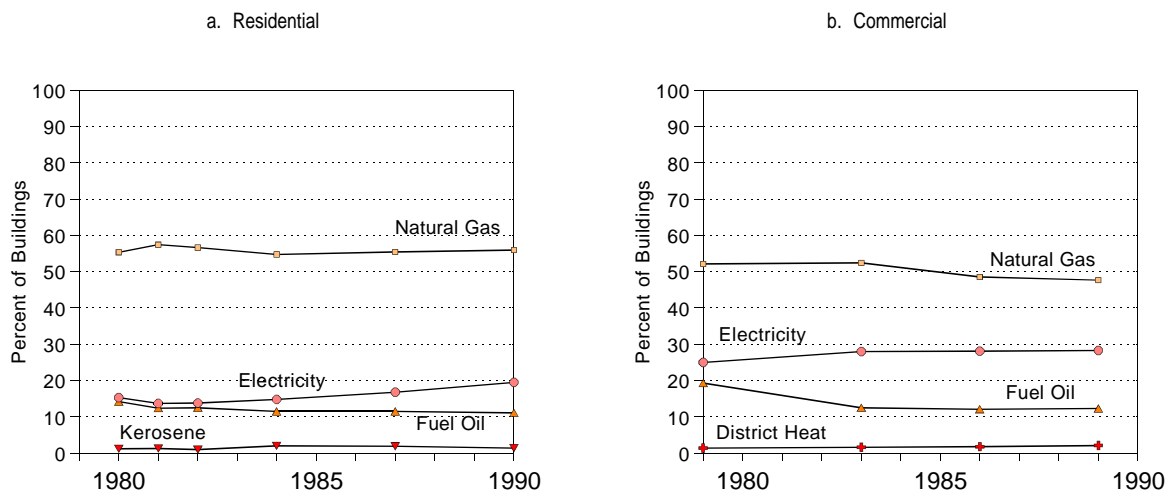 a. Residential
100
90
80
70
60
50
40
30
20
10
0
Percent of Buildings
Natural Gas
Electricity
Fuel Oil
Kerosene
1980
1985
1990
b. Commercial
100
90
80
70
60
50
40
30
20
10
0
Percent of Buildings
Natural Gas
Electricity
Fuel Oil
District Heat
1980
1985
1990